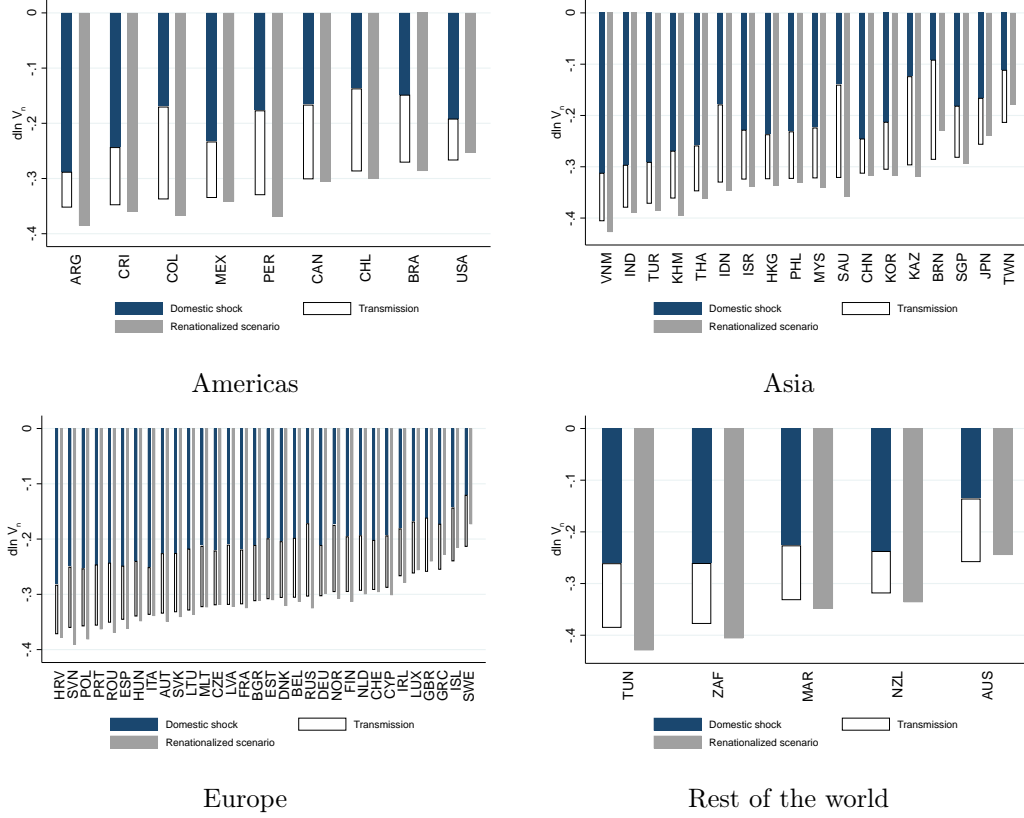 0
-.1
-.2
-.3
-.4
dln Vn
ARG
CRI
COL
MEX
PER
CAN
CHL
BRA
USA
Domestic shock
Transmission
Renationalized scenario
Americas
0
-.1
-.2
-.3
-.4
dln Vn
VNM
IND
TUR
KHM
THA
IDN
ISR
HKG
PHL
MYS
SAU
CHN
KOR
KAZ
BRN
SGP
JPN
TWN
Domestic shock
Transmission
Renationalized scenario
Asia
0
-.1
-.2
-.3
-.4
dln Vn
HRV
SVN
POL
PRT
ROU
ESP
HUN
ITA
AUT
SVK
LTU
MLT
CZE
LVA
FRA
BGR
EST
DNK
BEL
RUS
DEU
NOR
FIN
NLD
CHE
CYP
IRL
LUX
GBR
GRC
ISL
SWE
Domestic shock
Transmission
Renationalized scenario
Europe
0
-.1
-.2
-.3
-.4
dln Vn
TUN
ZAF
MAR
NZL
AUS
Domestic shock
Transmission
Renationalized scenario
Rest of the world